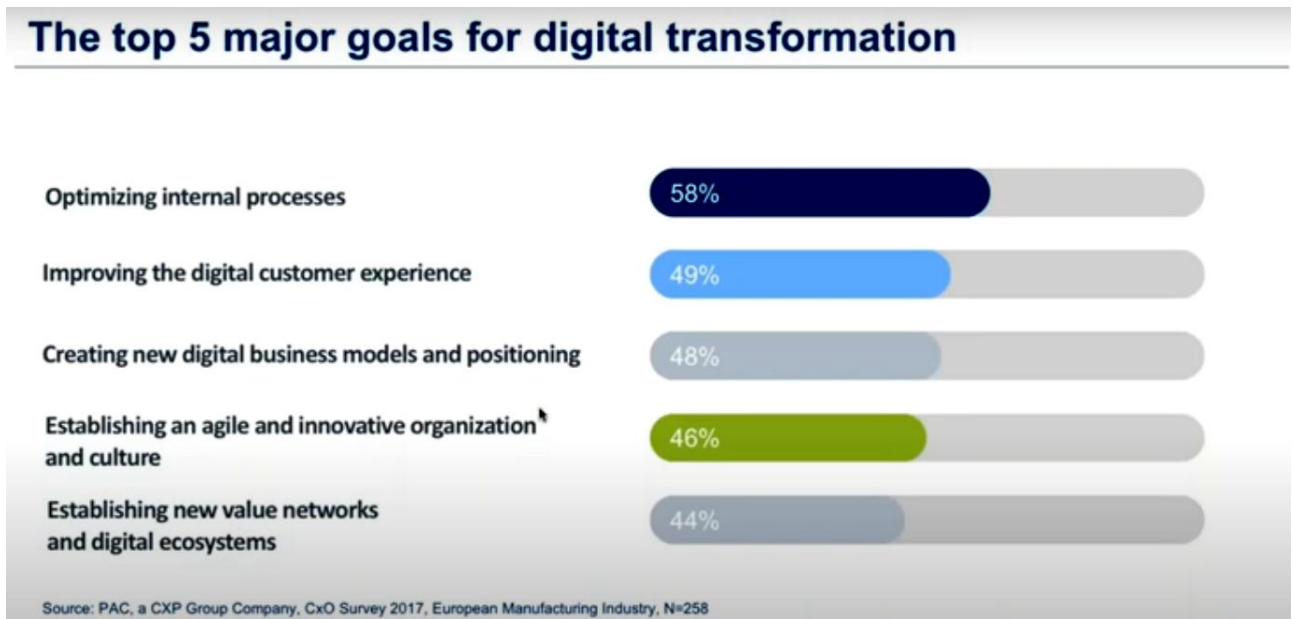 The top 5 major goals for digital transformation
Optimizing internal processes
58%
Improving the digital customer experience
49%
Creating new digital business models and positioning
48%
Establishing an agile and innovative organization
and culture
46%
Establishing new value networks
and digital ecosystems
44%
Source: PAC, a CXP Group Company, CxO Survey 2017, European Manufacturing Industry, N=258